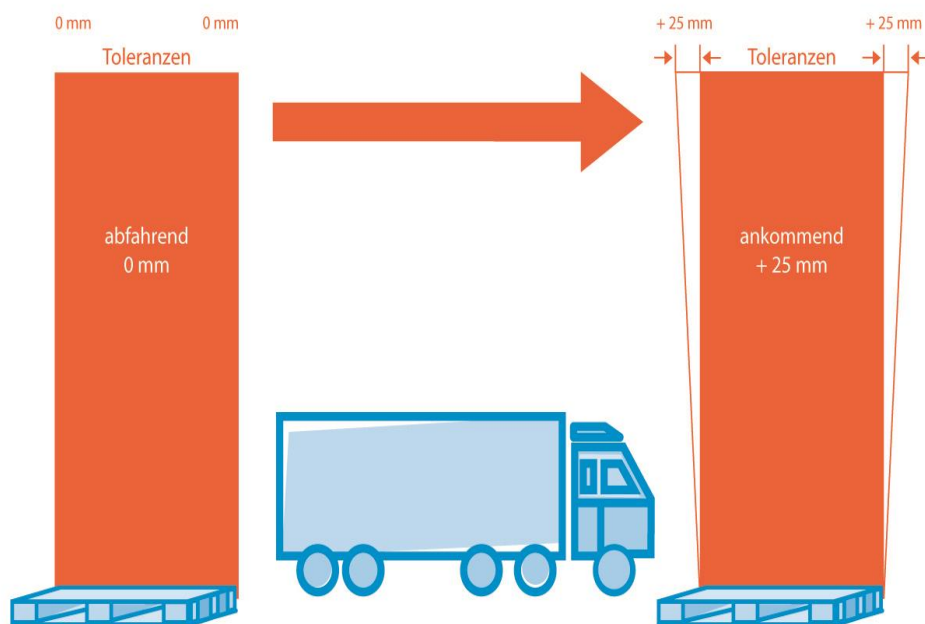 0 mm
0 mm
Toleranzen
abfahrend
0 mm
+ 25 mm
+ 25 mm
Toleranzen
ankommend
+ 25 mm